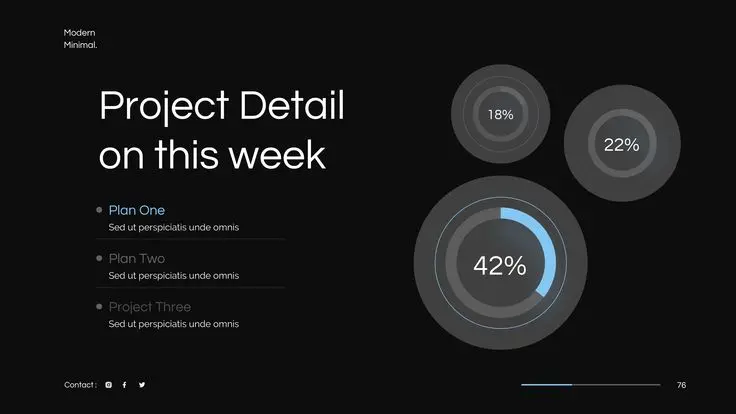 Modern
Minimal.
Project Detail
on this week
Plan One
Sed ut perspiciatis unde omnis
Plan Two
Sed ut perspiciatis unde omnis
Project Three
Sed ut perspiciatis unde omnis
18%
22%
42%
Contact :
76